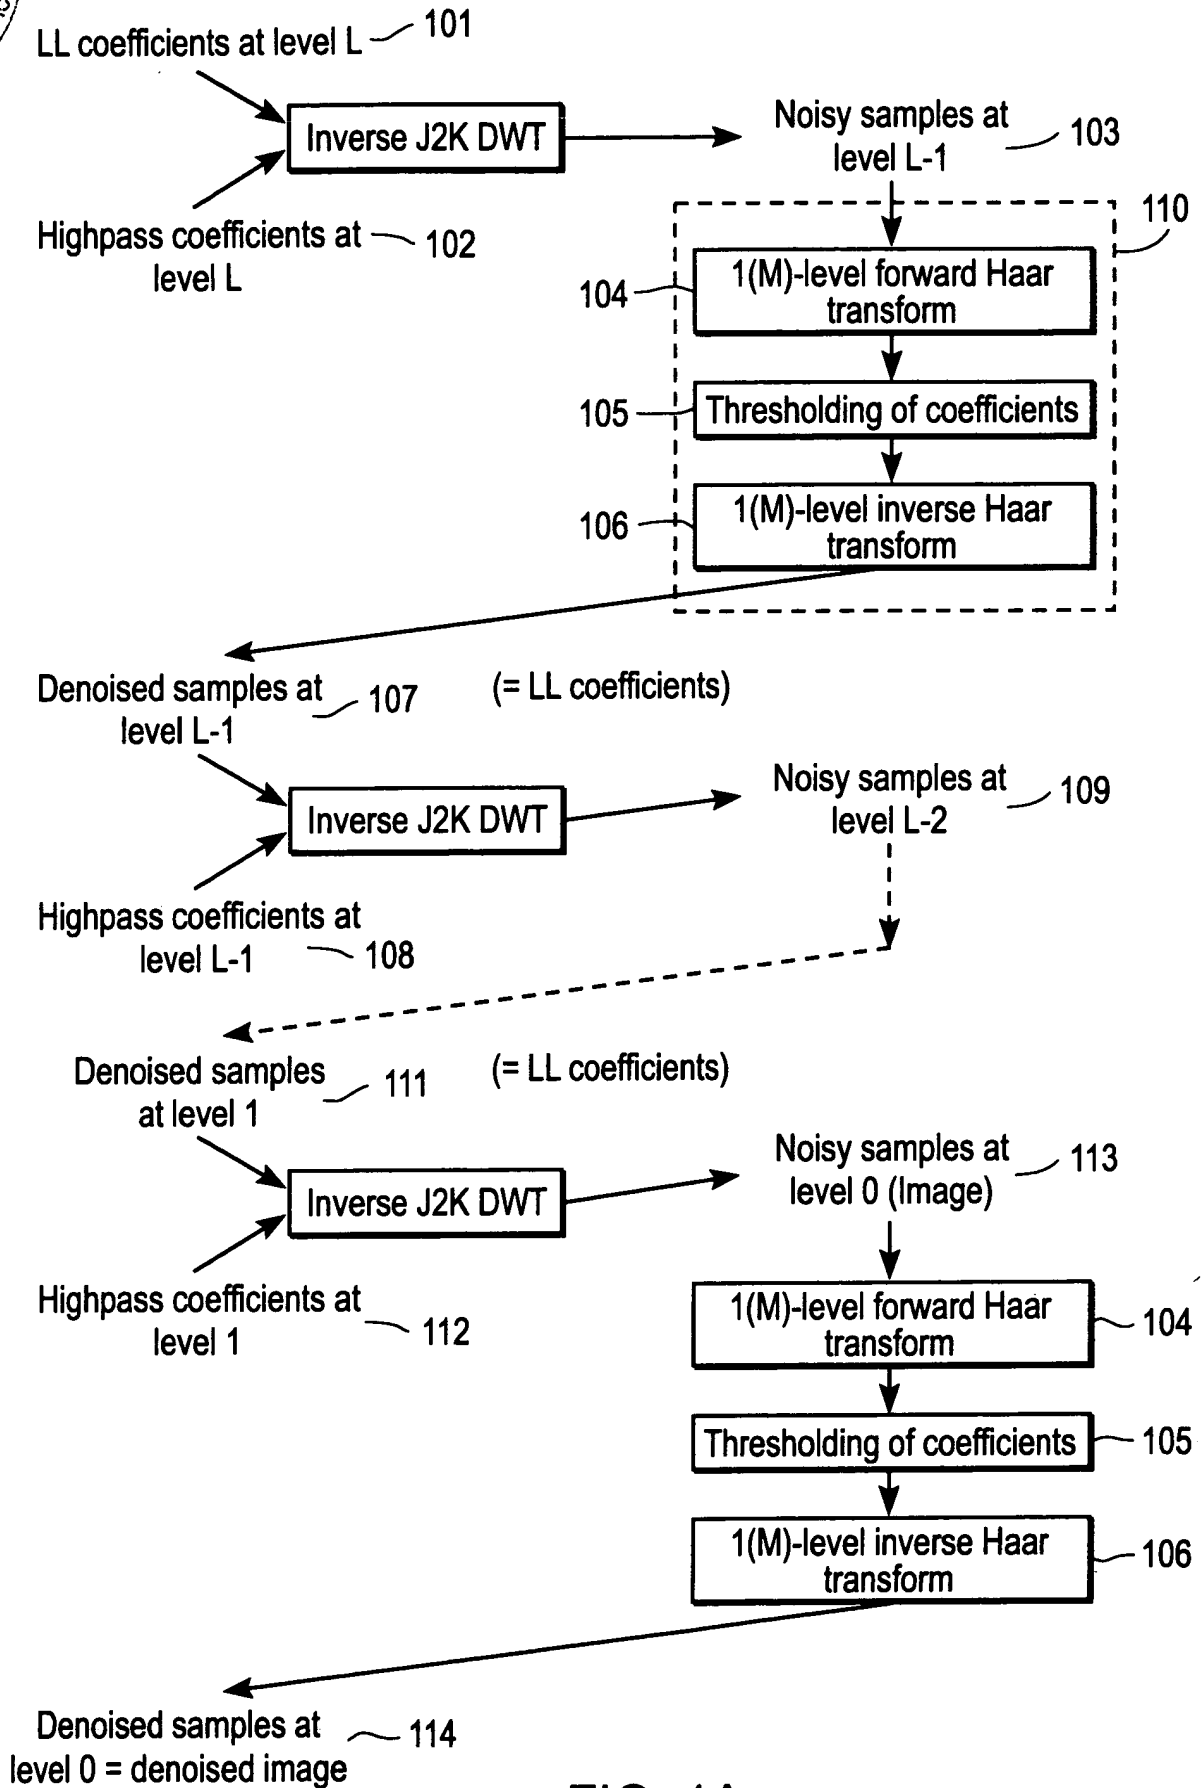 LL coefficients at level L
101
Inverse J2K DWT
Noisy samples at
level L-1
103
Highpass coefficients at
level L
102
110
104
1(M)-level forward Haar
transform
105
Thresholding of coefficients
106
1(M)-level inverse Haar
transform
Denoised samples at
level L-1
107
(= LL coefficients)
Inverse J2K DWT
Noisy samples at
level L-2
109
Highpass coefficients at
level L-1
108
Denoised samples
at level 1
111
(= LL coefficients)
Inverse J2K DWT
Noisy samples at
level 0 (Image)
113
Highpass coefficients at
level 1
112
1(M)-level forward Haar
transform
104
Thresholding of coefficients
105
1(M)-level inverse Haar
transform
106
Denoised samples at
level 0 = denoised image
114